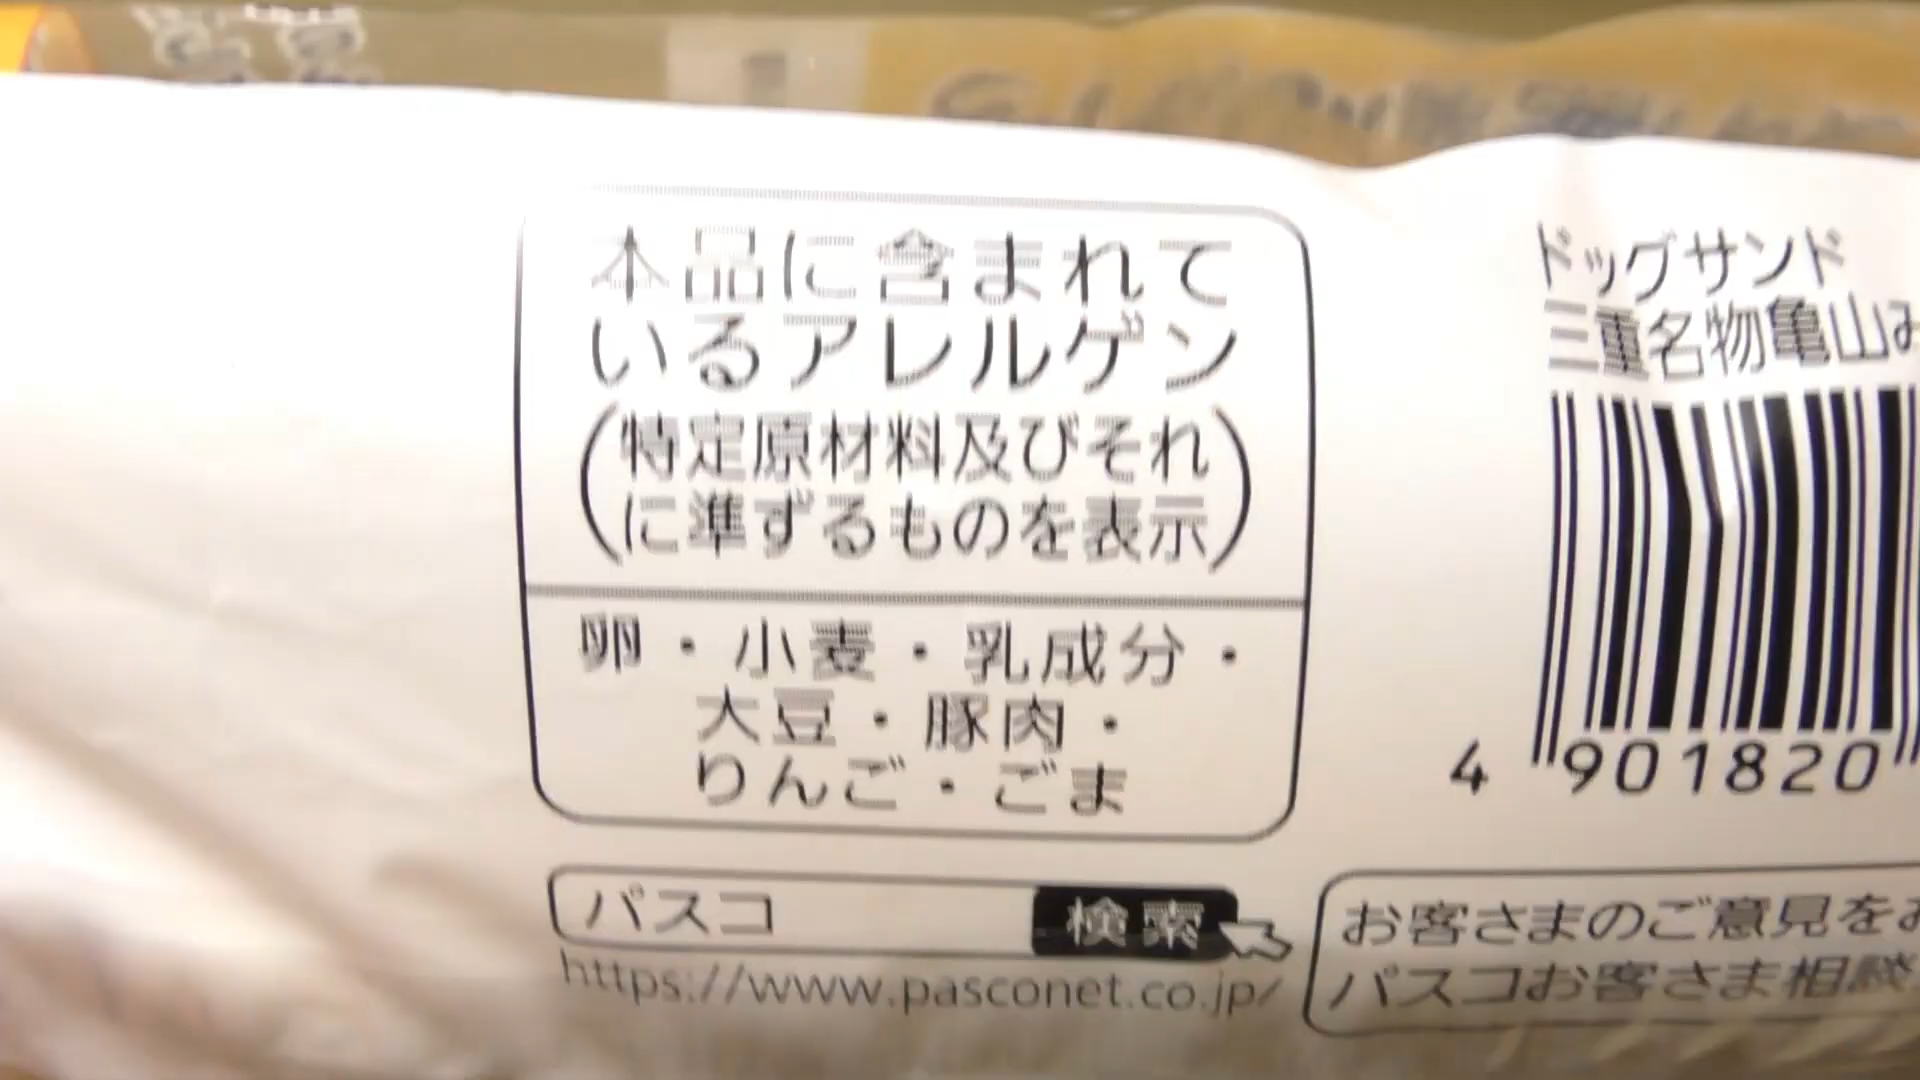 本品に含まれて
いるアレルゲン
(特定原材料及びそれ
に準ずるものを表示)
卵・小麦・乳成分・
大豆・豚肉・
りんご・ごま
パスコ 検索
https://www.pasconet.co.jp/
ドッグサンド
三重名物亀山み
4 901820
お客さまのご意見を
パスコお客さま相談